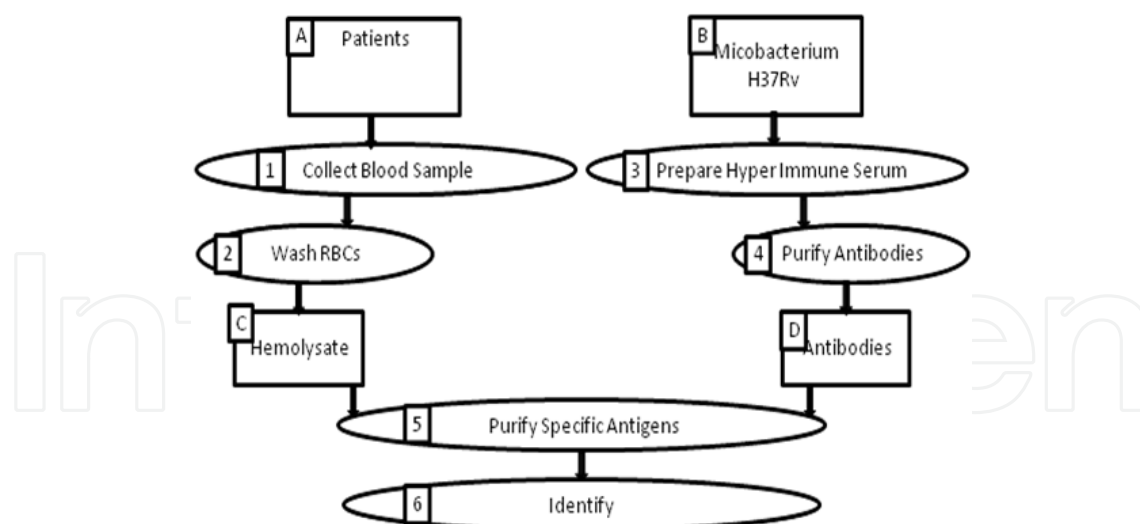 A
Patients
B
Micobacterium
H37Rv
1
Collect Blood Sample
3
Prepare Hyper Immune Serum
2
Wash RBCs
4
Purify Antibodies
C
Hemolysate
D
Antibodies
5
Purify Specific Antigens
6
Identify